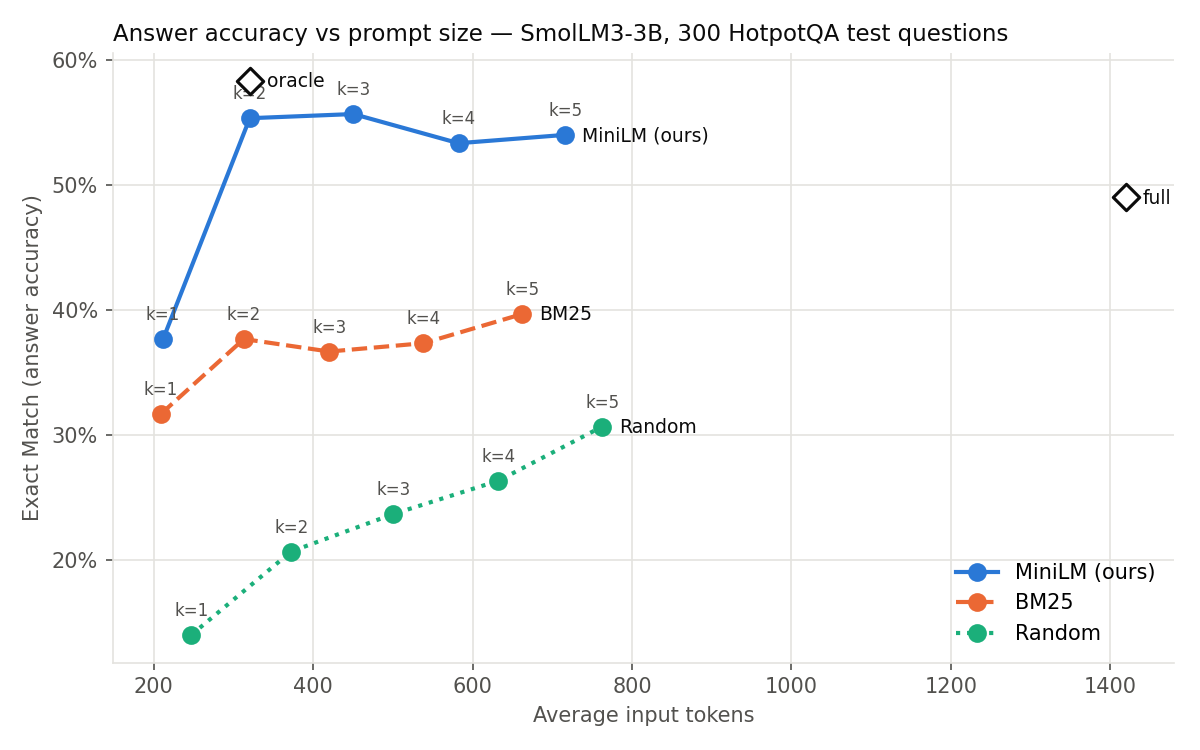 Answer accuracy vs prompt size — SmolLM3-3B, 300 HotpotQA test questions
60%
50%
40%
30%
20%
Exact Match (answer accuracy)
oracle
k=2
k=3
k=4
k=5
MiniLM (ours)
full
k=1
k=2
k=3
k=4
k=5
BM25
k=1
k=5
Random
k=4
k=3
k=2
k=1
MiniLM (ours)
BM25
Random
200 400 600 800 1000 1200 1400
Average input tokens